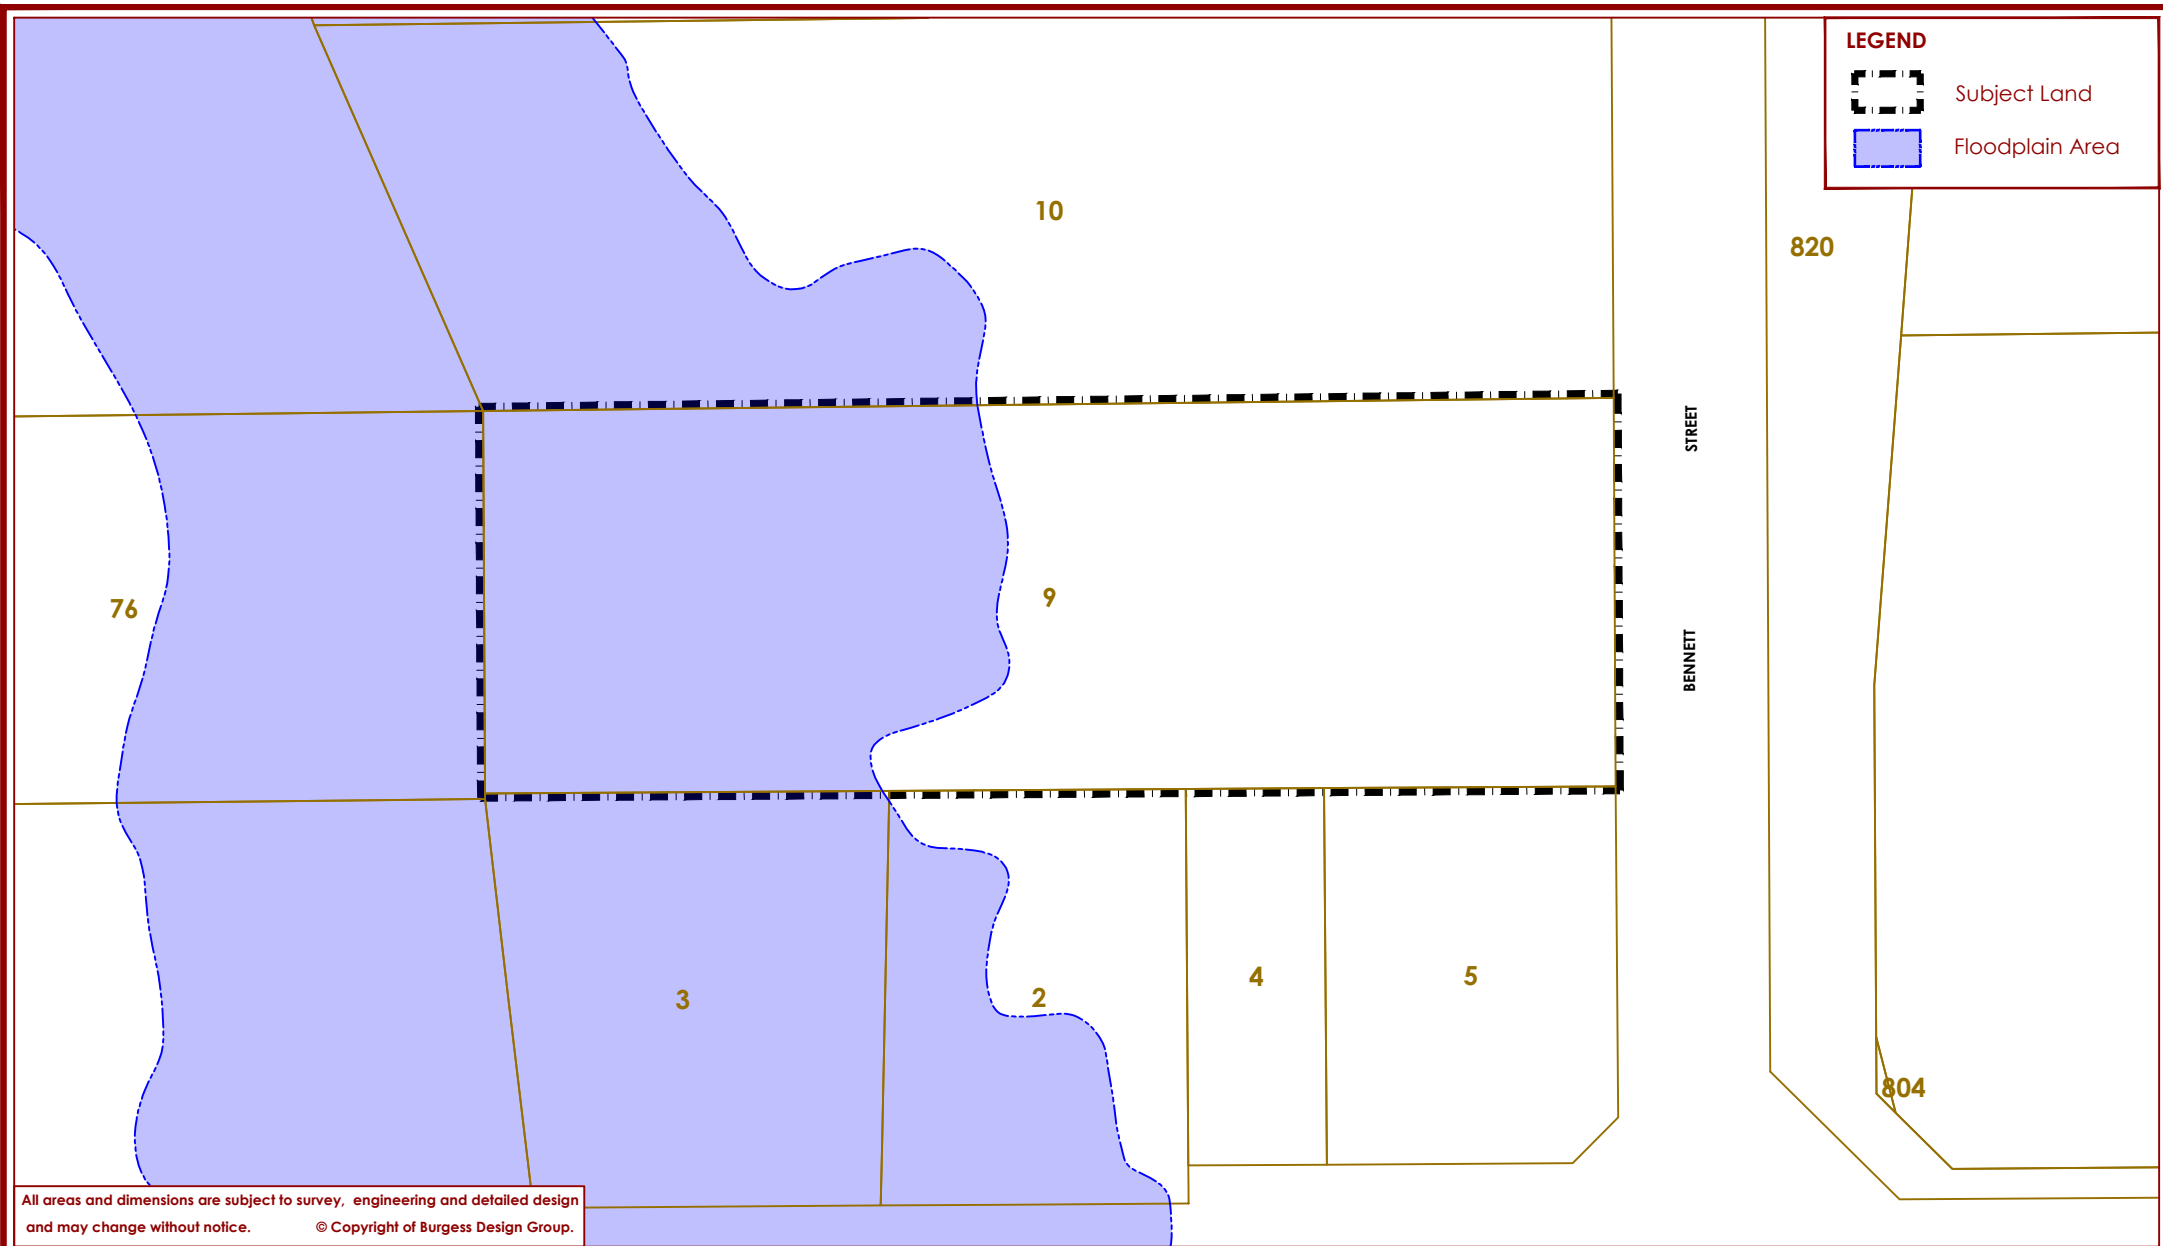 LEGEND
Subject Land
Floodplain Area
10
820
STREET
76
9
BENNETT
3
2
4
5
804
All areas and dimensions are subject to survey, engineering and detailed design
and may change without notice. © Copyright of Burgess Design Group.